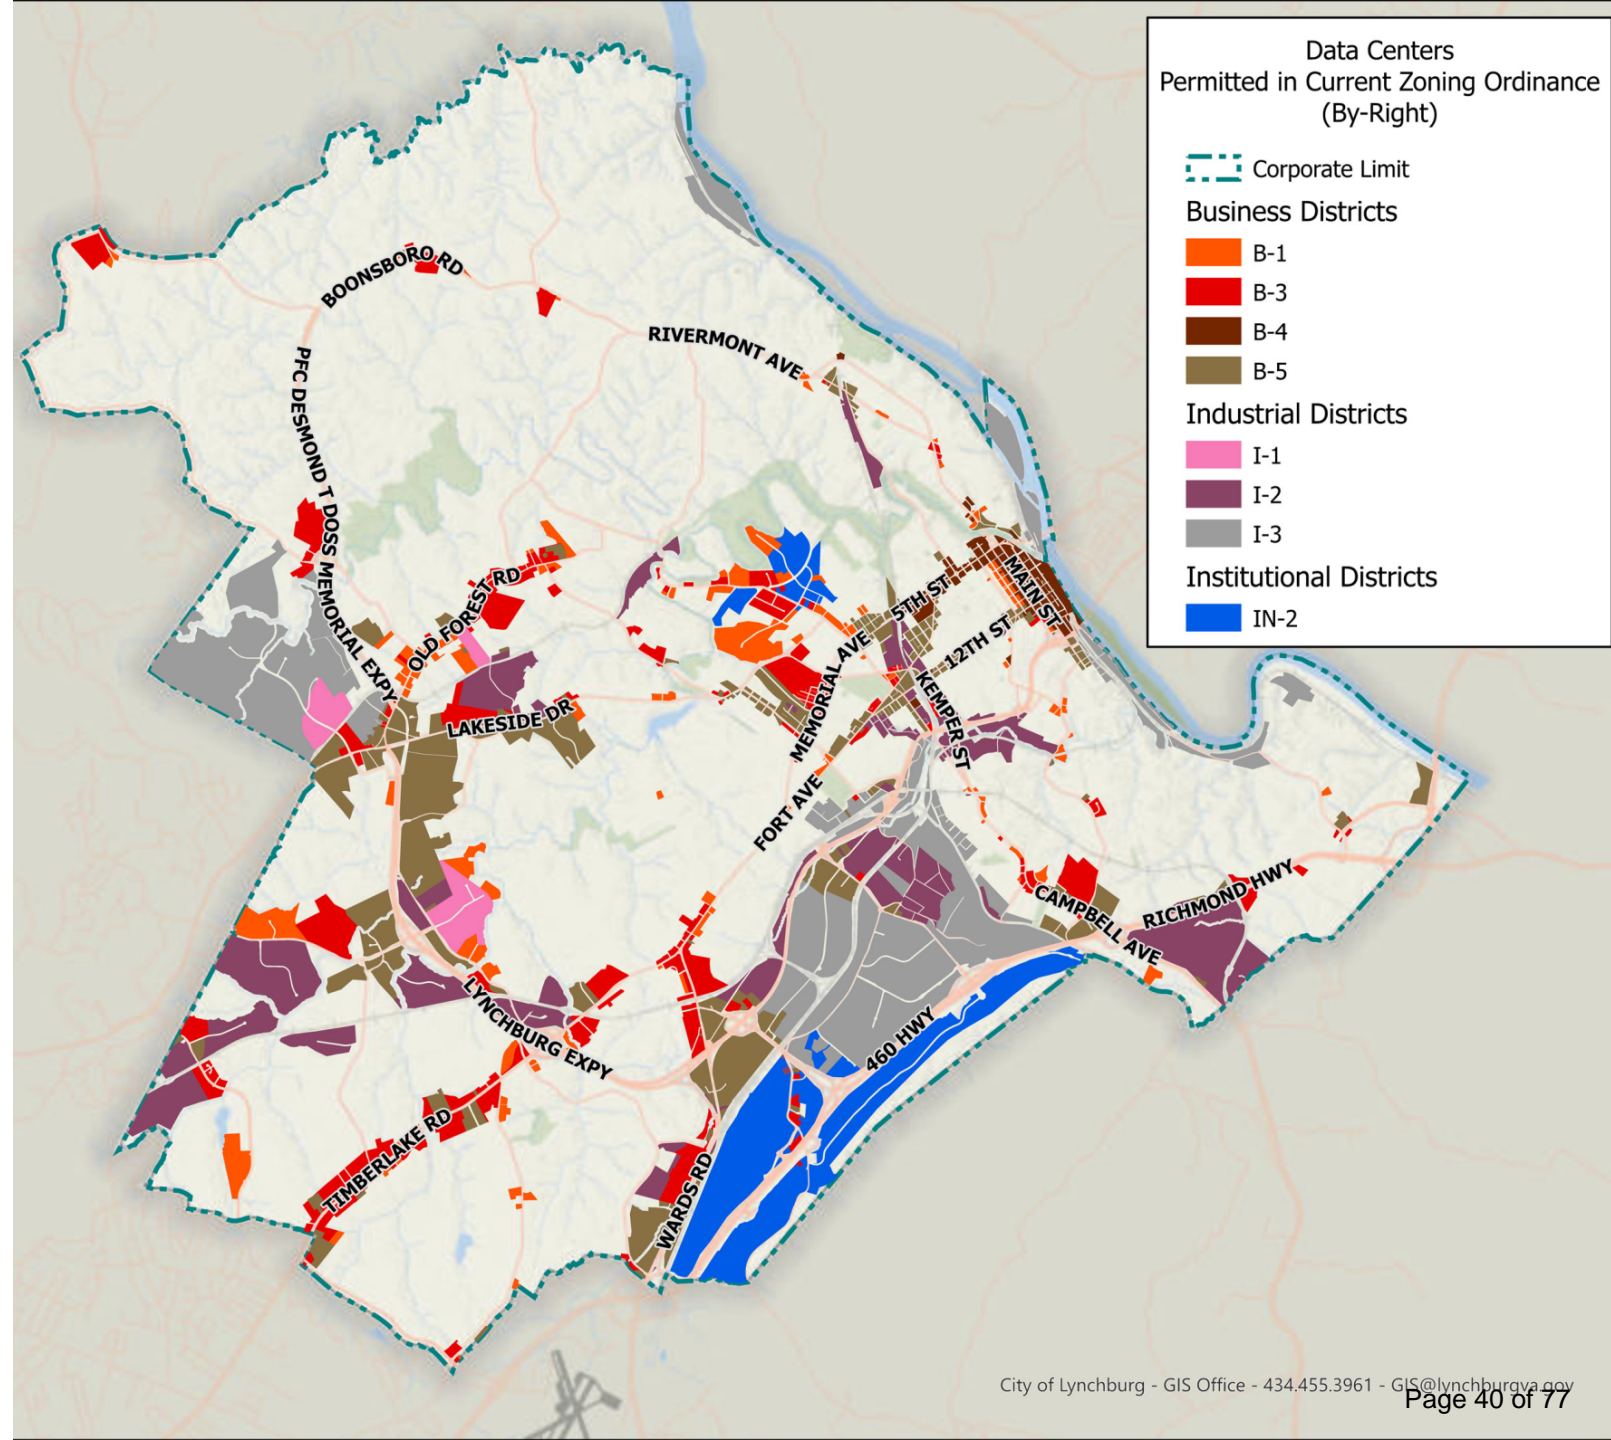 Data Centers
Permitted in Current Zoning Ordinance
(By-Right)
Corporate Limit
Business Districts
B-1
B-3
B-4
B-5
Industrial Districts
I-1
I-2
I-3
Institutional Districts
IN-2
BOONSBORO RD
RIVERMONT AVE
PFC DESMOND T DOSS MEMORIAL EXPY
OLD FOREST RD
LAKESIDE DR
5TH ST
MAIN ST
12TH ST
MEMORIAL AVE
KEMPER ST
FORT AVE
CAMPBELL AVE
RICHMOND HWY
LYNCHBURG EXPY
460 HWY
TIMBERLAKE RD
WARDS RD
City of Lynchburg - GIS Office - 434.455.3961 - GIS@lynchburgva.gov
Page 40 of 77